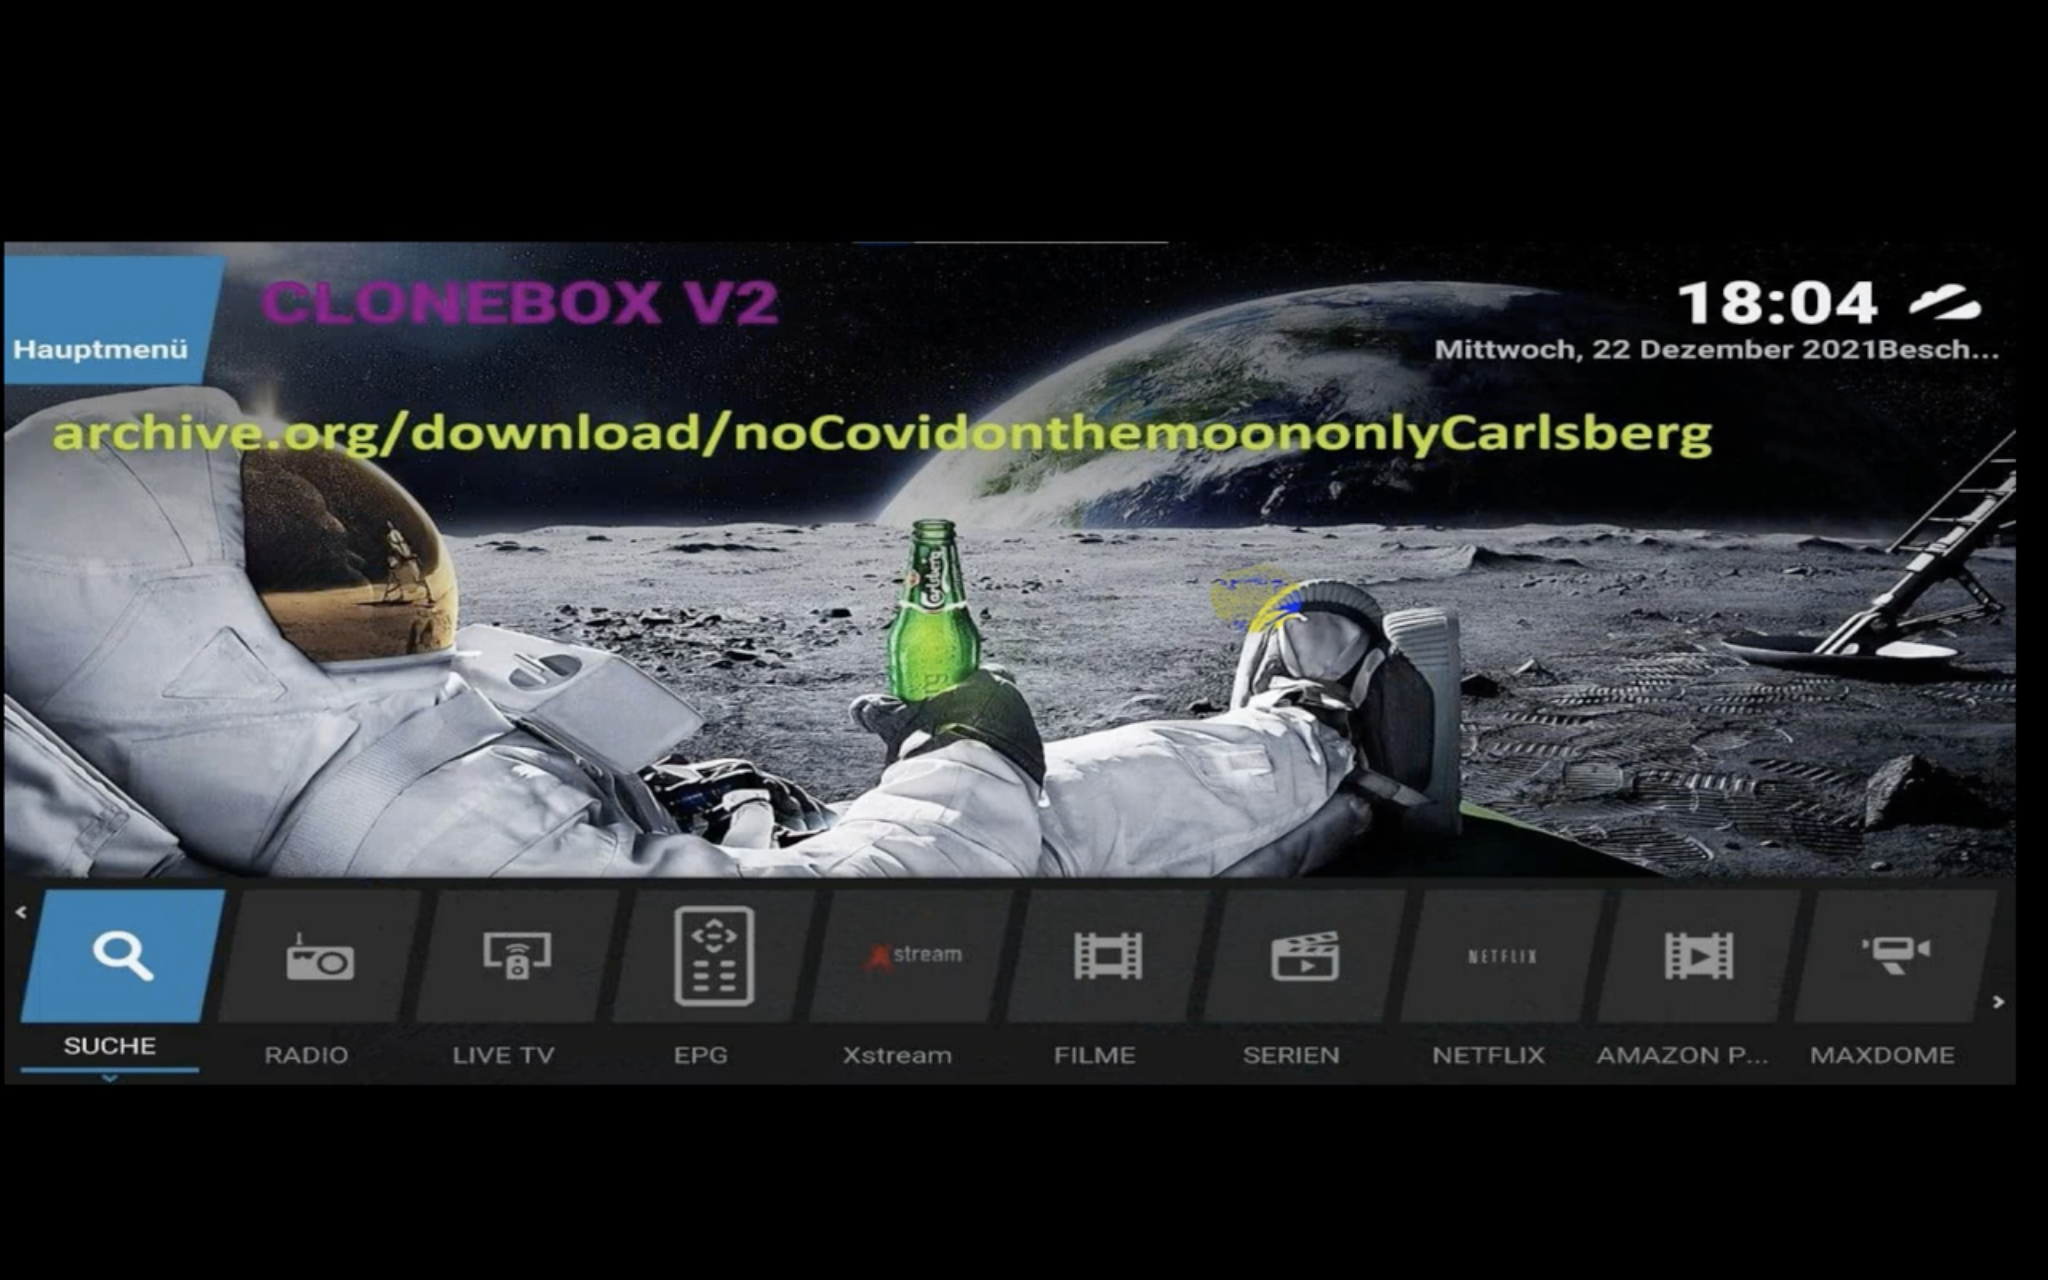 CLONEBOX V2
18:04
Hauptmenü
Mittwoch, 22 Dezember 2021Besch...
archive.org/download/noCovidonthemoononlyCarlsberg
Carlsberg
stream
NETFLIX
SUCHE
RADIO
LIVE TV
EPG
Xstream
FILME
SERIEN
NETFLIX
AMAZON P...
MAXDOME